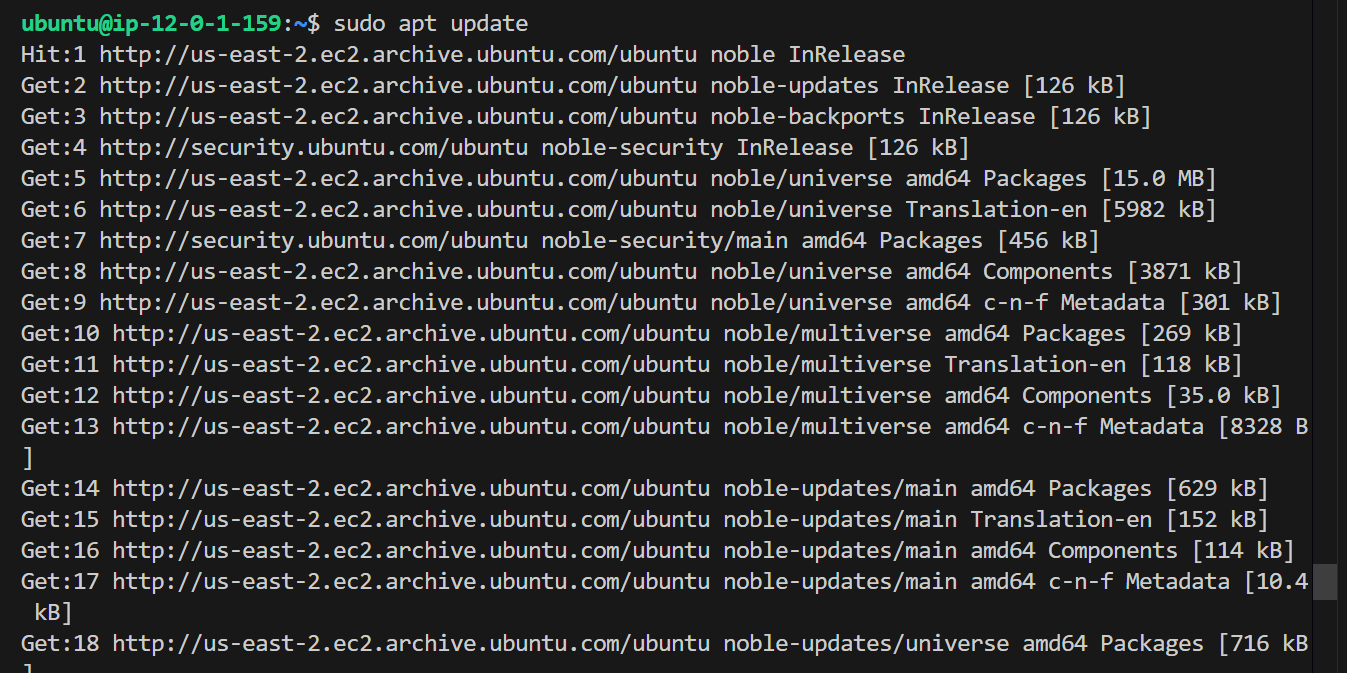 ubuntu@ip-12-0-1-159:~$ sudo apt update
Hit:1 http://us-east-2.ec2.archive.ubuntu.com/ubuntu noble InRelease
Get:2 http://us-east-2.ec2.archive.ubuntu.com/ubuntu noble-updates InRelease [126 kB]
Get:3 http://us-east-2.ec2.archive.ubuntu.com/ubuntu noble-backports InRelease [126 kB]
Get:4 http://security.ubuntu.com/ubuntu noble-security InRelease [126 kB]
Get:5 http://us-east-2.ec2.archive.ubuntu.com/ubuntu noble/universe amd64 Packages [15.0 MB]
Get:6 http://us-east-2.ec2.archive.ubuntu.com/ubuntu noble/universe Translation-en [5982 kB]
Get:7 http://security.ubuntu.com/ubuntu noble-security/main amd64 Packages [456 kB]
Get:8 http://us-east-2.ec2.archive.ubuntu.com/ubuntu noble/universe amd64 Components [3871 kB]
Get:9 http://us-east-2.ec2.archive.ubuntu.com/ubuntu noble/universe amd64 c-n-f Metadata [301 kB]
Get:10 http://us-east-2.ec2.archive.ubuntu.com/ubuntu noble/multiverse amd64 Packages [269 kB]
Get:11 http://us-east-2.ec2.archive.ubuntu.com/ubuntu noble/multiverse Translation-en [118 kB]
Get:12 http://us-east-2.ec2.archive.ubuntu.com/ubuntu noble/multiverse amd64 Components [35.0 kB]
Get:13 http://us-east-2.ec2.archive.ubuntu.com/ubuntu noble/multiverse amd64 c-n-f Metadata [8328 B
]
Get:14 http://us-east-2.ec2.archive.ubuntu.com/ubuntu noble-updates/main amd64 Packages [629 kB]
Get:15 http://us-east-2.ec2.archive.ubuntu.com/ubuntu noble-updates/main Translation-en [152 kB]
Get:16 http://us-east-2.ec2.archive.ubuntu.com/ubuntu noble-updates/main amd64 Components [114 kB]
Get:17 http://us-east-2.ec2.archive.ubuntu.com/ubuntu noble-updates/main amd64 c-n-f Metadata [10.4
 kB]
Get:18 http://us-east-2.ec2.archive.ubuntu.com/ubuntu noble-updates/universe amd64 Packages [716 kB
]